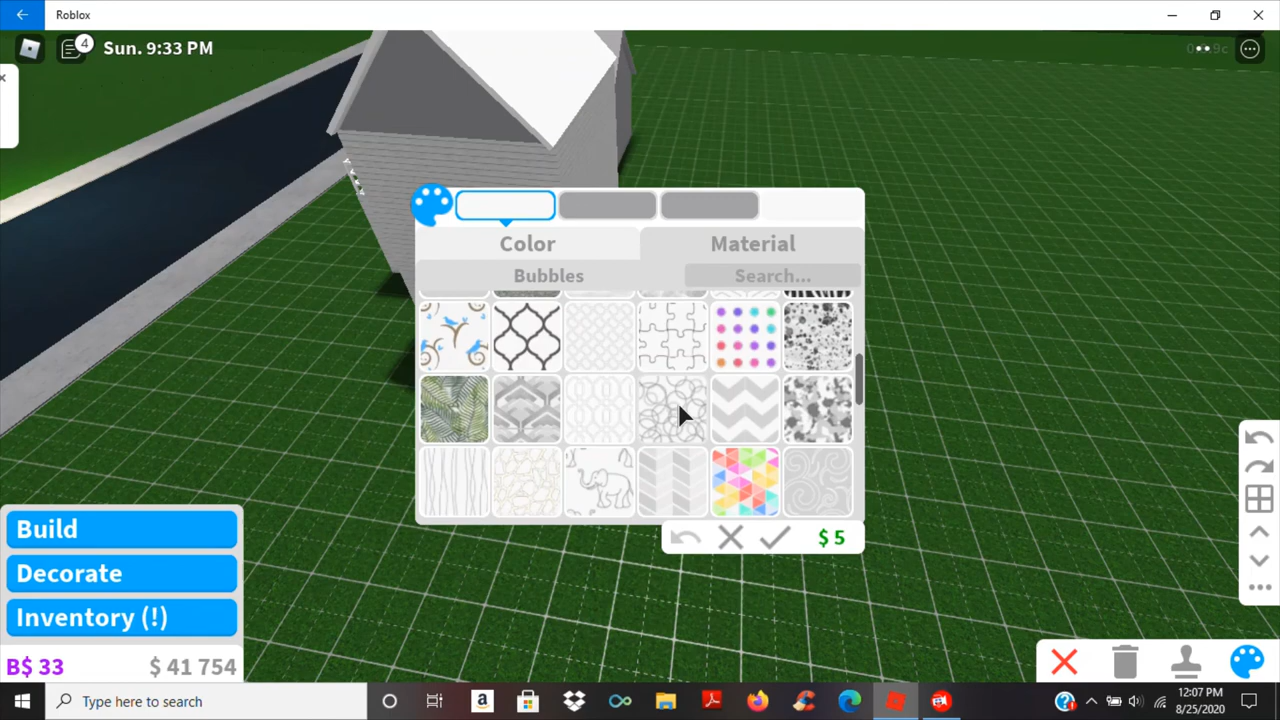 Roblox
4
Sun. 9:33 PM
Color
Material
Bubbles
Search...
$ 5
Build
Decorate
Inventory (!)
B$ 33
$ 41 754
Type here to search
12:07 PM
8/25/2020